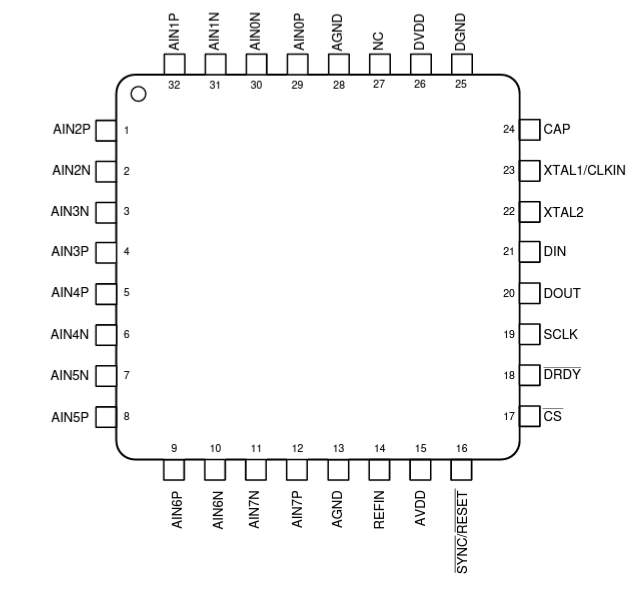 AIN1P AIN1N AIN0N AIN0P AGND NC DVDD DGND
32 31 30 29 28 27 26 25
AIN2P 1 24 CAP
AIN2N 2 23 XTAL1/CLKIN
AIN3N 3 22 XTAL2
AIN3P 4 21 DIN
AIN4P 5 20 DOUT
AIN4N 6 19 SCLK
AIN5N 7 18 DRDY
AIN5P 8 17 CS
9 10 11 12 13 14 15 16
AIN6P AIN6N AIN7N AIN7P AGND REFIN AVDD SYNC/RESET